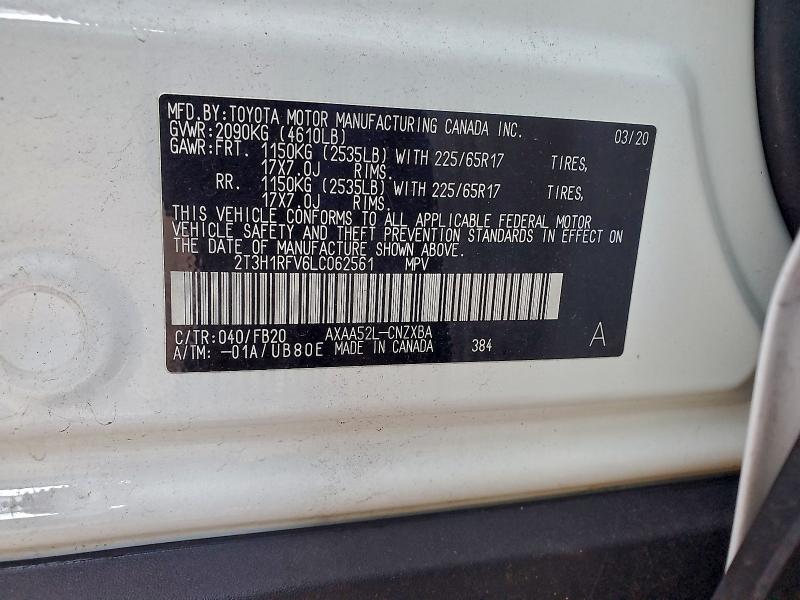 MFD.BY:TOYOTA MOTOR MANUFACTURING CANADA INC. 03/20
GVWR:2090KG (4610LB)
GAWR:FRT. 1150KG (2535LB) WITH 225/65R17 TIRES,
17X7.0J RIMS.
RR. 1150KG (2535LB) WITH 225/65R17 TIRES,
17X7.0J RIMS.
THIS VEHICLE CONFORMS TO ALL APPLICABLE FEDERAL MOTOR
VEHICLE SAFETY AND THEFT PREVENTION STANDARDS IN EFFECT ON
THE DATE OF MANUFACTURE SHOWN ABOVE.
2T3H1RFV6LC062561 MPV
C/TR:040/FB20 AXAA52L-CNZXBA
A/TM:-01A/UB80E MADE IN CANADA 384 A